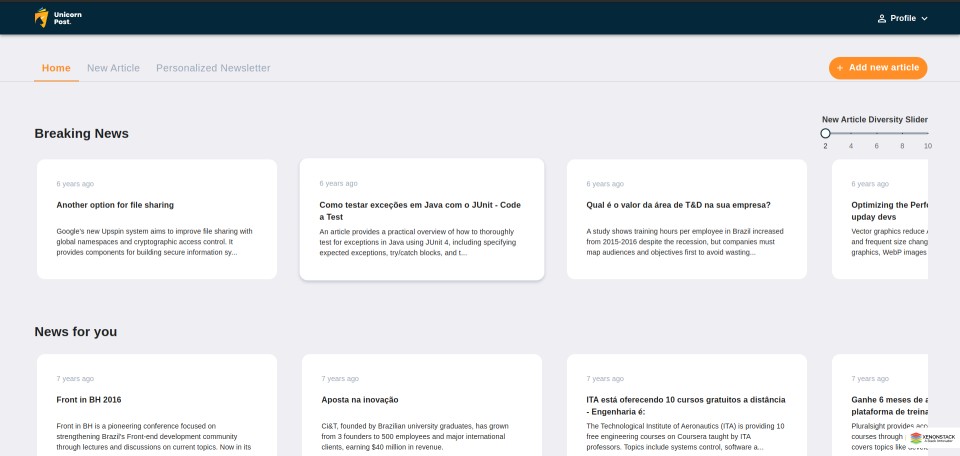 Unicorn
Post.
Profile
Home
New Article
Personalized Newsletter
+ Add new article
New Article Diversity Slider
Breaking News
2 4 6 8 10
6 years ago
Another option for file sharing
Google's new Upspin system aims to improve file sharing with
global namespaces and cryptographic access control. It
provides components for building secure information sy...
6 years ago
Como testar exceções em Java com o JUnit - Code
a Test
An article provides a practical overview of how to thoroughly
test for exceptions in Java using JUnit 4, including specifying
expected exceptions, try/catch blocks, and t...
6 years ago
Qual é o valor da área de T&D na sua empresa?
A study shows training hours per employee in Brazil increased
from 2015-2016 despite the recession, but companies must
map audiences and objectives first to avoid wasting...
6 years ago
Optimizing the Perf
upday devs
Vector graphics reduce
and frequent size chang
graphics, WebP images
News for you
7 years ago
Front in BH 2016
Front in BH is a pioneering conference focused on
strengthening Brazil's Front-end development community
through lectures and discussions on current topics. Now in its
7 years ago
Aposta na inovação
Ci&T, founded by Brazilian university graduates, has grown
from 3 founders to 500 employees and major international
clients, earning $40 million in revenue.
7 years ago
ITA está oferecendo 10 cursos gratuitos a distância
- Engenharia é:
The Technological Institute of Aeronautics (ITA) is providing 10
free engineering courses on Coursera taught by ITA
professors. Topics include systems control, software a...
7 years ago
Ganhe 6 meses de a
plataforma de treina
Pluralsight provides acc
courses through
covers topics like
XENONSTACK